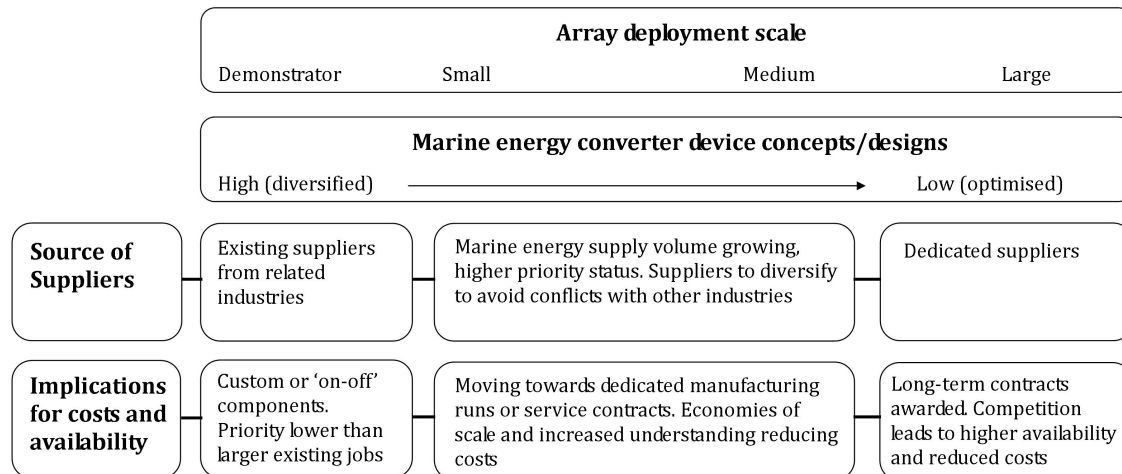 Array deployment scale
Demonstrator Small Medium Large
Marine energy converter device concepts/designs
High (diversified) Low (optimised)
Source of
Suppliers
Existing suppliers
from related
industries
Marine energy supply volume growing,
higher priority status. Suppliers to diversify
to avoid conflicts with other industries
Dedicated suppliers
Implications
for costs and
availability
Custom or ‘on-off’
components.
Priority lower than
larger existing jobs
Moving towards dedicated manufacturing
runs or service contracts. Economies of
scale and increased understanding reducing
costs
Long-term contracts
awarded. Competition
leads to higher availability
and reduced costs